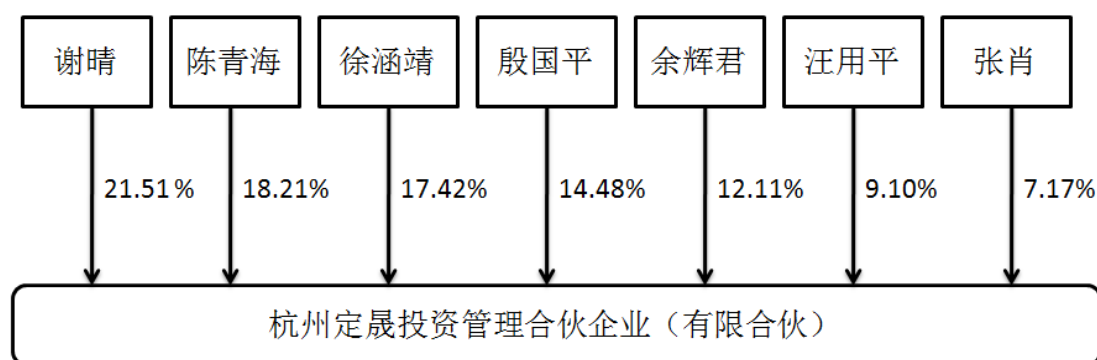 谢晴 陈青海 徐涵靖 殷国平 余辉君 汪用平 张肖
21.51% 18.21% 17.42% 14.48% 12.11% 9.10% 7.17%
杭州定晟投资管理合伙企业（有限合伙）